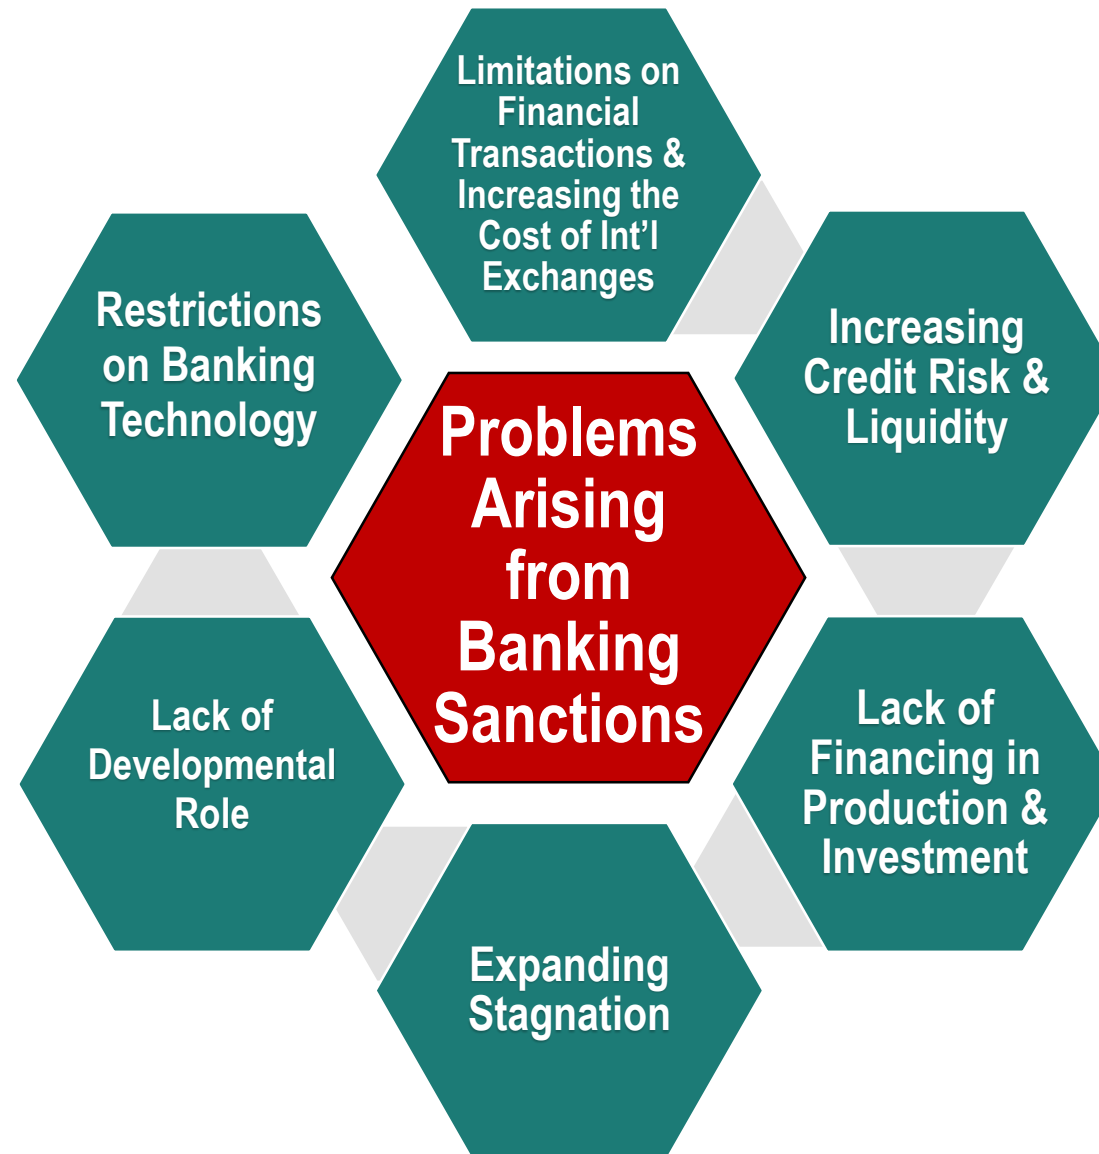 Limitations on
Financial
Transactions &
Increasing the
Cost of Int’l
Exchanges
Increasing
Credit Risk &
Liquidity
Lack of
Financing in
Production &
Investment
Expanding
Stagnation
Lack of
Developmental
Role
Restrictions
on Banking
Technology
Problems
Arising
from
Banking
Sanctions